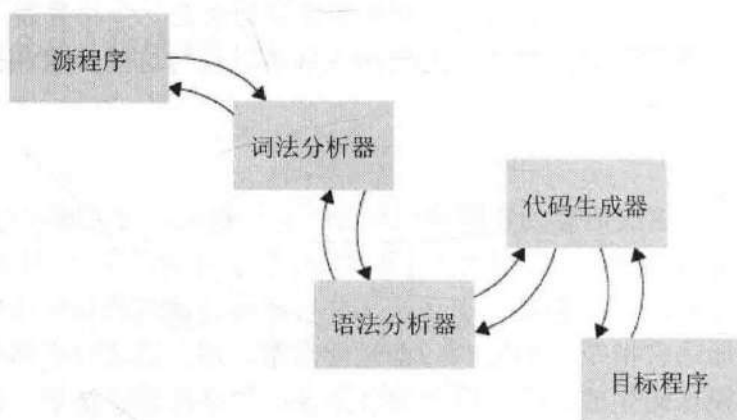 源程序
词法分析器
代码生成器
语法分析器
目标程序